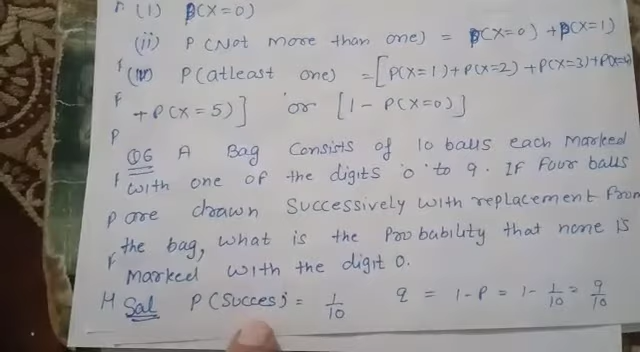 (i) P(X=0)
(ii) P(Not more than one) = P(X=0) + P(X=1)
(iii) P(atleast one) = [P(X=1)+P(X=2)+P(X=3)+P(X=4)
+ P(X=5)] or [1-P(X=0)]
Q6 A Bag Consists of 10 balls each marked
with one of the digits 0 to 9. If four balls
are drawn Successively with replacement from
the bag, what is the Probability that none is
marked with the digit 0.
Sol P(Succes) = 1/10 q = 1-P = 1-1/10 = 9/10